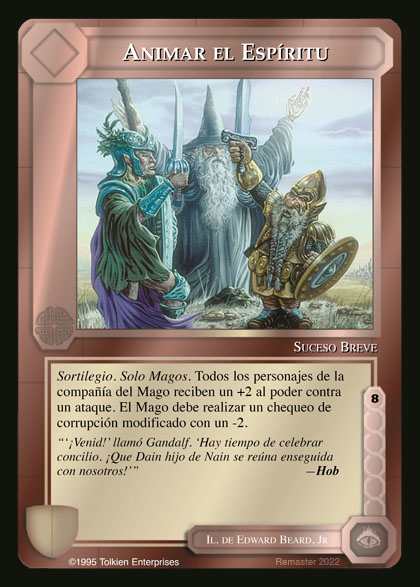 Animar el Espíritu
Suceso Breve
Sortilegio. Solo Magos. Todos los personajes de la
compañía del Mago reciben un +2 al poder contra
un ataque. El Mago debe realizar un chequeo de
corrupción modificado con un -2.
8
“‘¡Venid!’ llamó Gandalf. ‘Hay tiempo de celebrar
concilio. ¡Que Dain hijo de Nain se reúna enseguida
con nosotros!’” —Hob
Il. de Edward Beard, Jr
©1995 Tolkien Enterprises
Remaster 2022